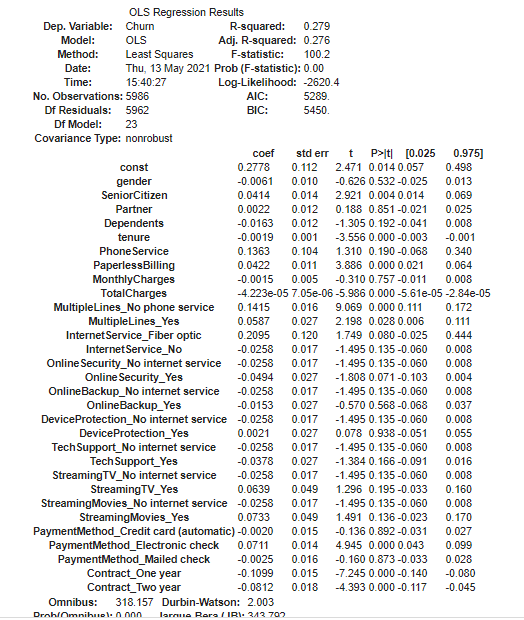 OLS Regression Results
Dep. Variable: Churn R-squared: 0.279
Model: OLS Adj. R-squared: 0.276
Method: Least Squares F-statistic: 100.2
Date: Thu, 13 May 2021 Prob (F-statistic): 0.00
Time: 15:40:27 Log-Likelihood: -2620.4
No. Observations: 5986 AIC: 5289.
Df Residuals: 5962 BIC: 5450.
Df Model: 23
Covariance Type: nonrobust
coef std err t P>|t| [0.025 0.975]
const 0.2778 0.112 2.471 0.014 0.057 0.498
gender -0.0061 0.010 -0.626 0.532 -0.025 0.013
SeniorCitizen 0.0414 0.014 2.921 0.004 0.014 0.069
Partner 0.0022 0.012 0.188 0.851 -0.021 0.025
Dependents -0.0163 0.012 -1.305 0.192 -0.041 0.008
tenure -0.0019 0.001 -3.556 0.000 -0.003 -0.001
PhoneService 0.1363 0.104 1.310 0.190 -0.068 0.340
PaperlessBilling 0.0422 0.011 3.886 0.000 0.021 0.064
MonthlyCharges -0.0015 0.005 -0.310 0.757 -0.011 0.008
TotalCharges -4.223e-05 7.05e-06 -5.986 0.000 -5.61e-05 -2.84e-05
MultipleLines_No phone service 0.1415 0.016 9.069 0.000 0.111 0.172
MultipleLines_Yes 0.0587 0.027 2.198 0.028 0.006 0.111
InternetService_Fiber optic 0.2095 0.120 1.749 0.080 -0.025 0.444
InternetService_No -0.0258 0.017 -1.495 0.135 -0.060 0.008
OnlineSecurity_No internet service -0.0258 0.017 -1.495 0.135 -0.060 0.008
OnlineSecurity_Yes -0.0494 0.027 -1.808 0.071 -0.103 0.004
OnlineBackup_No internet service -0.0258 0.017 -1.495 0.135 -0.060 0.008
OnlineBackup_Yes -0.0153 0.027 -0.570 0.568 -0.068 0.037
DeviceProtection_No internet service -0.0258 0.017 -1.495 0.135 -0.060 0.008
DeviceProtection_Yes 0.0021 0.027 0.078 0.938 -0.051 0.055
TechSupport_No internet service -0.0258 0.017 -1.495 0.135 -0.060 0.008
TechSupport_Yes -0.0378 0.027 -1.384 0.166 -0.091 0.016
StreamingTV_No internet service -0.0258 0.017 -1.495 0.135 -0.060 0.008
StreamingTV_Yes 0.0639 0.049 1.296 0.195 -0.033 0.160
StreamingMovies_No internet service -0.0258 0.017 -1.495 0.135 -0.060 0.008
StreamingMovies_Yes 0.0733 0.049 1.491 0.136 -0.023 0.170
PaymentMethod_Credit card (automatic) -0.0020 0.015 -0.136 0.892 -0.031 0.027
PaymentMethod_Electronic check 0.0711 0.014 4.945 0.000 0.043 0.099
PaymentMethod_Mailed check -0.0025 0.016 -0.160 0.873 -0.033 0.028
Contract_One year -0.1099 0.015 -7.245 0.000 -0.140 -0.080
Contract_Two year -0.0812 0.018 -4.393 0.000 -0.117 -0.045
Omnibus: 318.157 Durbin-Watson: 2.003
Prob(Omnibus): 0.000 Jarque-Bera (JB): 343.792